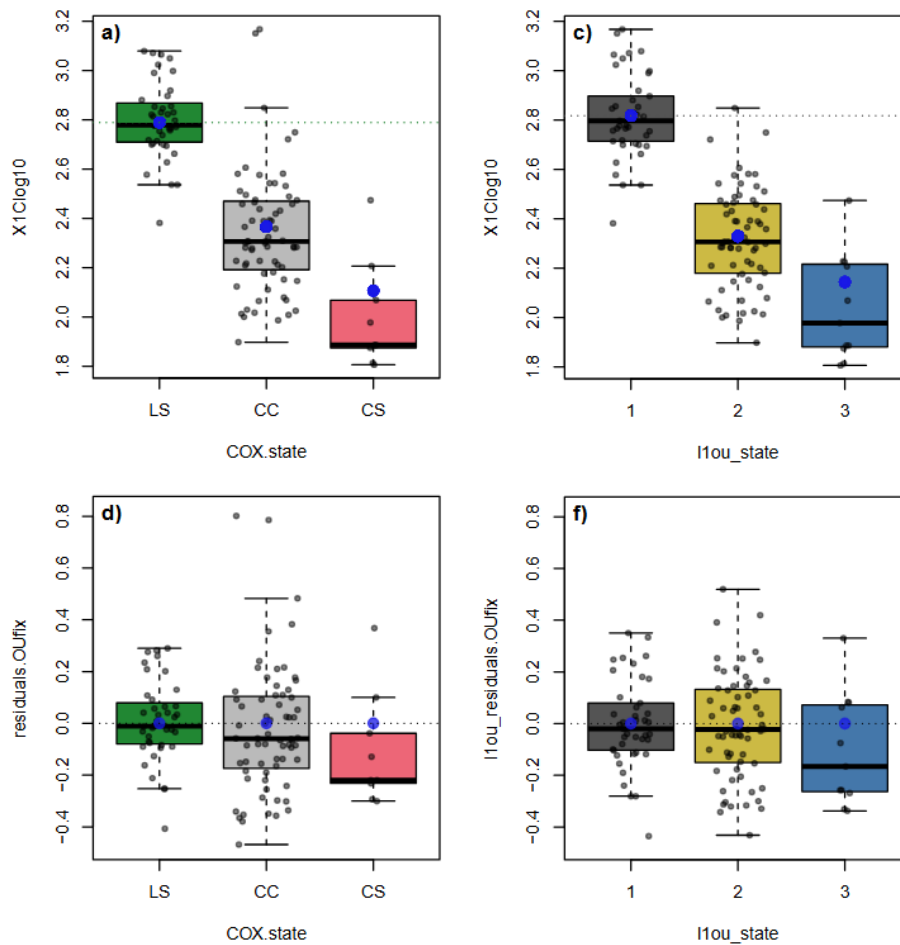 a)
X1Clog10
3.2
3.0
2.8
2.6
2.4
2.2
2.0
1.8
LS CC CS
COX.state
c)
X1Clog10
3.2
3.0
2.8
2.6
2.4
2.2
2.0
1.8
1 2 3
l1ou_state
d)
residuals.OUfix
0.8
0.6
0.4
0.2
0.0
−0.2
−0.4
LS CC CS
COX.state
f)
l1ou_residuals.OUfix
0.8
0.6
0.4
0.2
0.0
−0.2
−0.4
1 2 3
l1ou_state